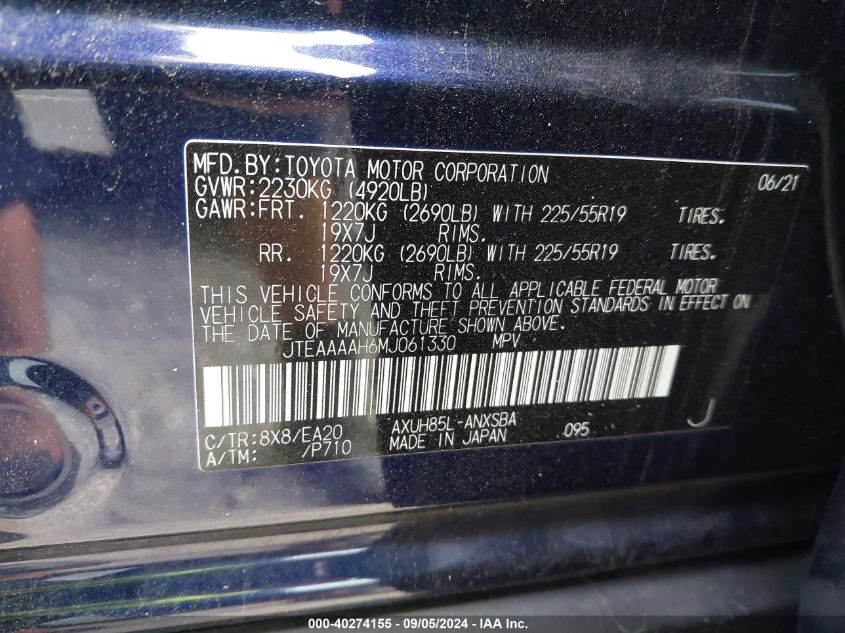 MFD.BY:TOYOTA MOTOR CORPORATION 06/21
GVWR:2230KG (4920LB)
GAWR:FRT. 1220KG (2690LB) WITH 225/55R19 TIRES.
19X7J RIMS.
RR. 1220KG (2690LB) WITH 225/55R19 TIRES.
19X7J RIMS.
THIS VEHICLE CONFORMS TO ALL APPLICABLE FEDERAL MOTOR
VEHICLE SAFETY AND THEFT PREVENTION STANDARDS IN EFFECT ON
THE DATE OF MANUFACTURE SHOWN ABOVE.
JTEAAAAH6MJ061330 MPV
C/TR:8X8/EA20 AXUH85L-ANXSBA 095 J
A/TM: /P710 MADE IN JAPAN
000-40274155 - 09/05/2024 - IAA Inc.